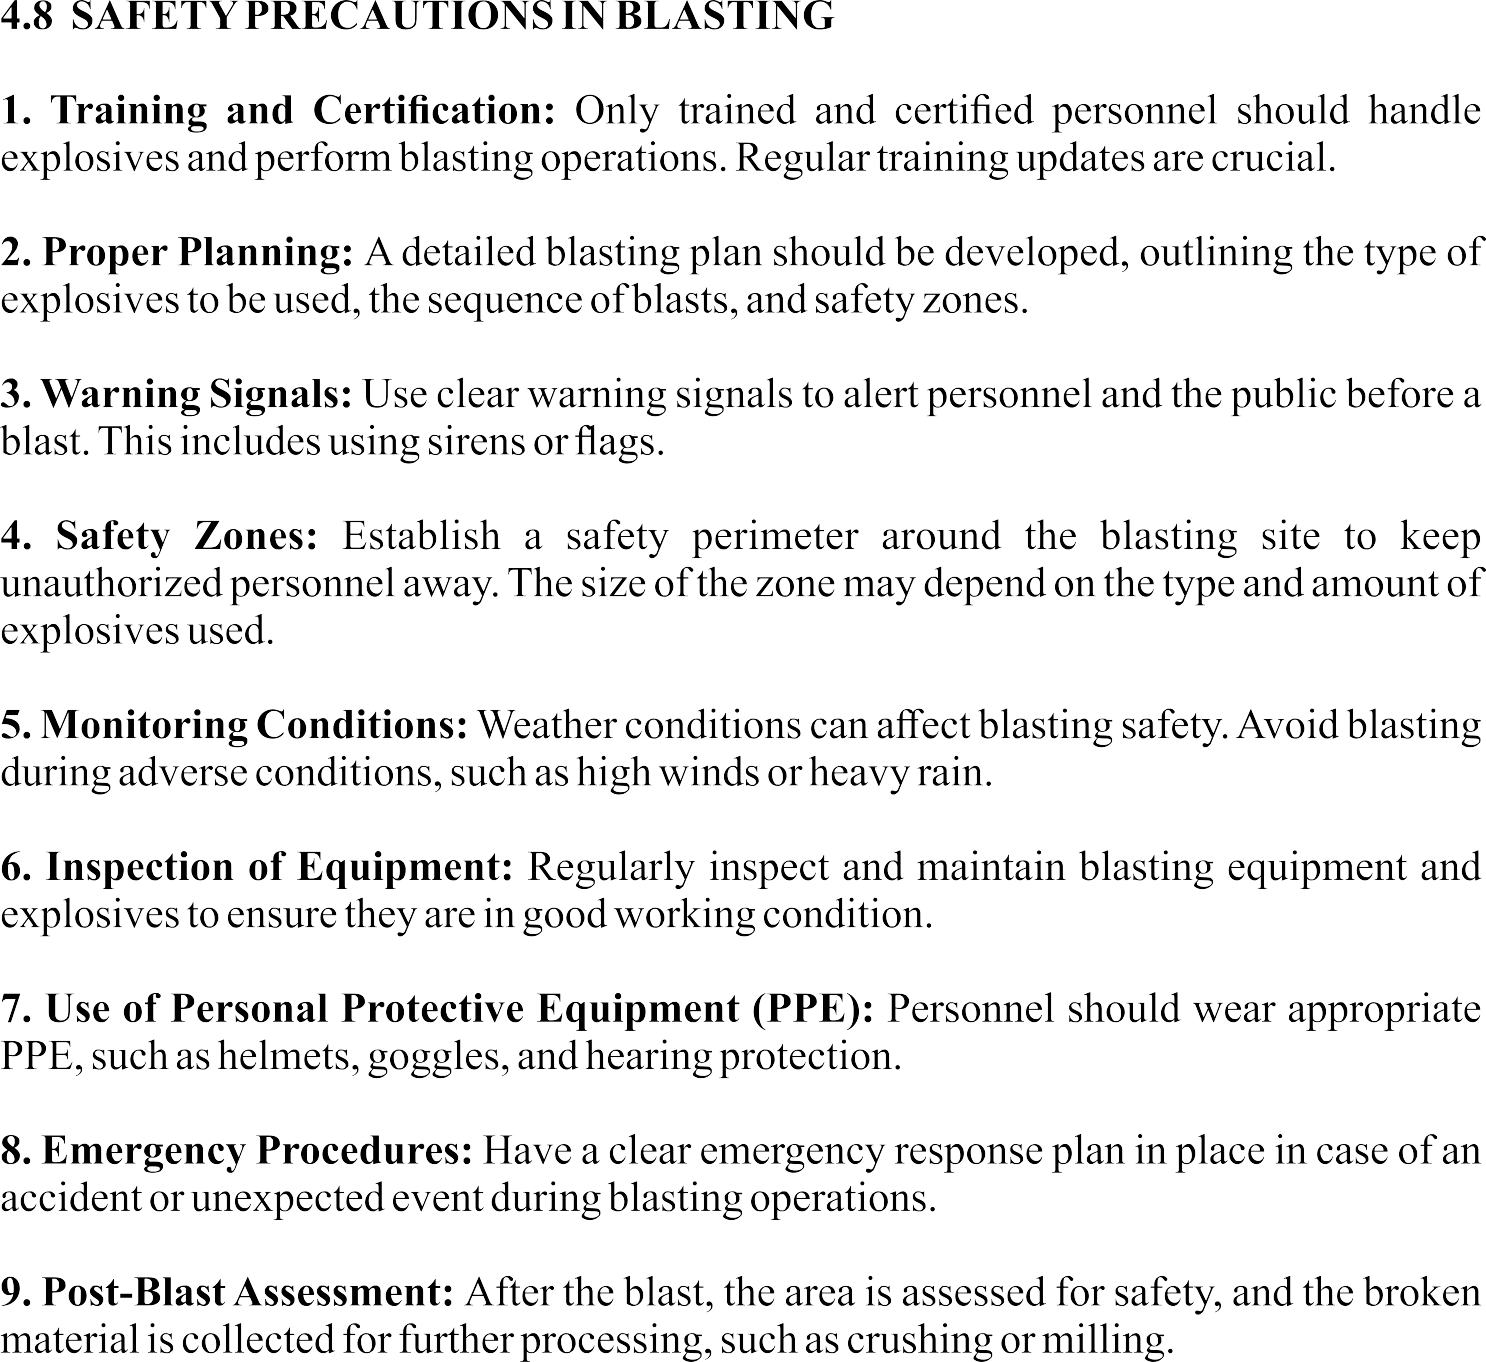 4.8 SAFETY PRECAUTIONS IN BLASTING
1. Training and Certification: Only trained and certified personnel should handle
explosives and perform blasting operations. Regular training updates are crucial.
2. Proper Planning: A detailed blasting plan should be developed, outlining the type of
explosives to be used, the sequence of blasts, and safety zones.
3. Warning Signals: Use clear warning signals to alert personnel and the public before a
blast. This includes using sirens or flags.
4. Safety Zones: Establish a safety perimeter around the blasting site to keep
unauthorized personnel away. The size of the zone may depend on the type and amount of
explosives used.
5. Monitoring Conditions: Weather conditions can affect blasting safety. Avoid blasting
during adverse conditions, such as high winds or heavy rain.
6. Inspection of Equipment: Regularly inspect and maintain blasting equipment and
explosives to ensure they are in good working condition.
7. Use of Personal Protective Equipment (PPE): Personnel should wear appropriate
PPE, such as helmets, goggles, and hearing protection.
8. Emergency Procedures: Have a clear emergency response plan in place in case of an
accident or unexpected event during blasting operations.
9. Post-Blast Assessment: After the blast, the area is assessed for safety, and the broken
material is collected for further processing, such as crushing or milling.